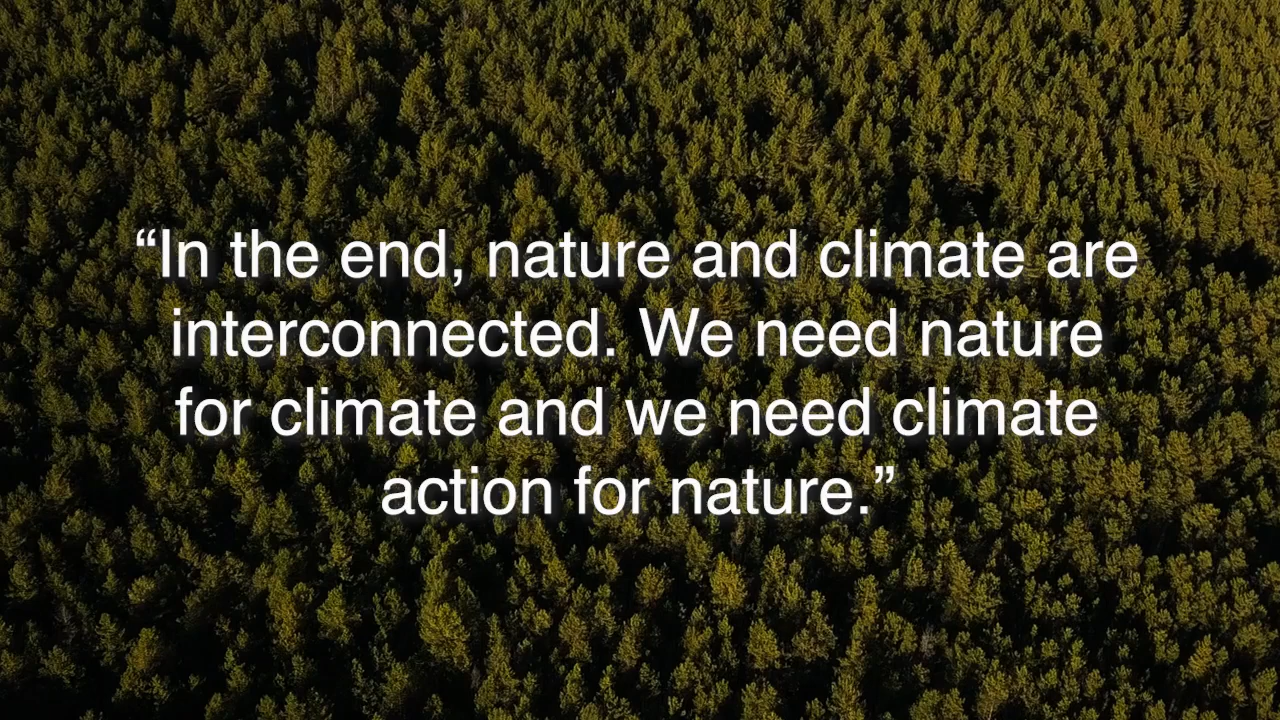 “In the end, nature and climate are
interconnected. We need nature
for climate and we need climate
action for nature.”